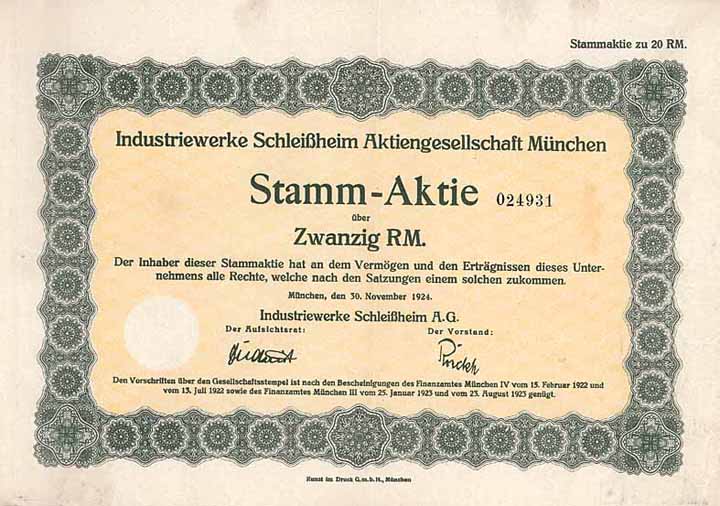 Stammaktie zu 20 RM.
Industriewerke Schleißheim Aktiengesellschaft München
Stamm-Aktie 024931
über
Zwanzig RM.
Der Inhaber dieser Stammaktie hat an dem Vermögen und den Erträgnissen dieses Unter-
nehmens alle Rechte, welche nach den Satzungen einem solchen zukommen.
München, den 30. November 1924.
Industriewerke Schleißheim A.G.
Der Aufsichtsrat: Der Vorstand:
Den Vorschriften über den Gesellschaftsstempel ist nach den Bescheinigungen des Finanzamtes München IV vom 15. Februar 1922 und
vom 13. Juli 1922 sowie des Finanzamtes München III vom 25. Januar 1923 und vom 23. August 1923 genügt.
Kunst im Druck G.m.b.H., München